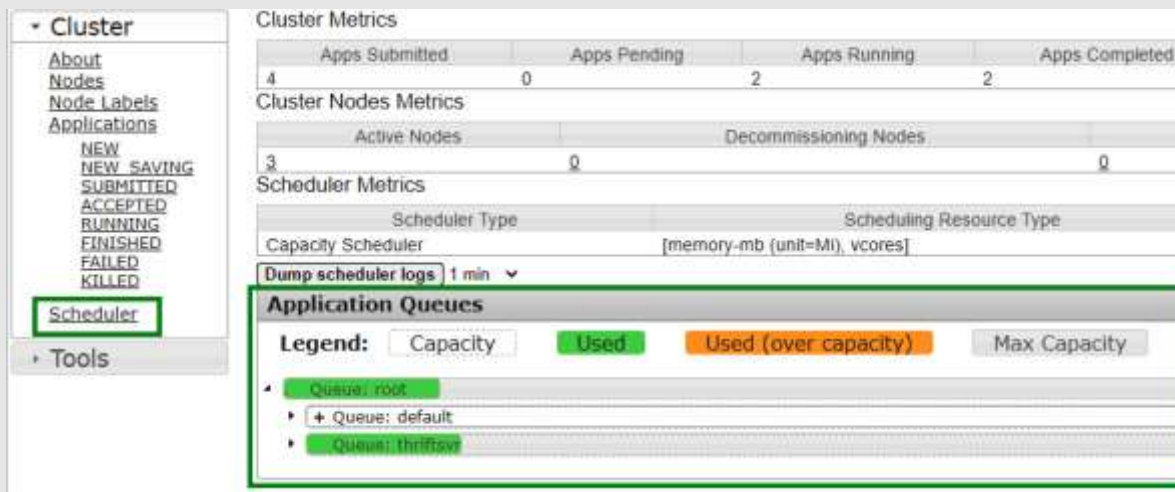 Cluster
About
Nodes
Node Labels
Applications
NEW
NEW_SAVING
SUBMITTED
ACCEPTED
RUNNING
FINISHED
FAILED
KILLED
Scheduler
Tools
Cluster Metrics
Apps Submitted Apps Pending Apps Running Apps Completed
4 0 2 2
Cluster Nodes Metrics
Active Nodes Decommissioning Nodes
3 0 0
Scheduler Metrics
Scheduler Type Scheduling Resource Type
Capacity Scheduler [memory-mb (unit=Mi), vcores]
Dump scheduler logs 1 min
Application Queues
Legend: Capacity Used Used (over capacity) Max Capacity
Queue: root
+ Queue: default
Queue: thriftsvr